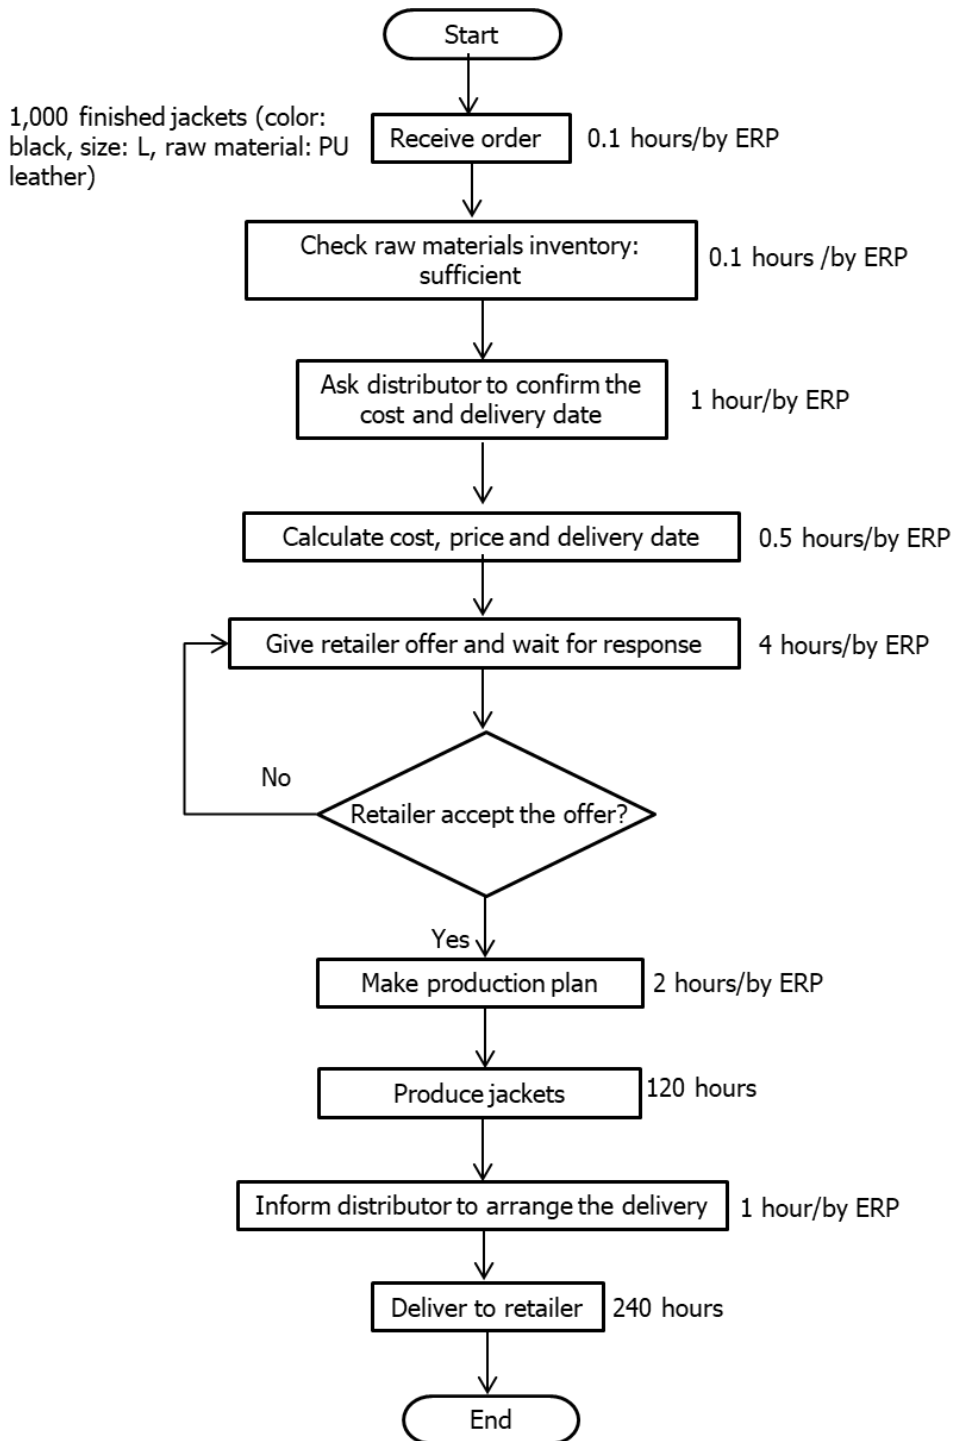 Start
1,000 finished jackets (color:
black, size: L, raw material: PU
leather)
Receive order
0.1 hours/by ERP
Check raw materials inventory:
sufficient
0.1 hours /by ERP
Ask distributor to confirm the
cost and delivery date
1 hour/by ERP
Calculate cost, price and delivery date
0.5 hours/by ERP
Give retailer offer and wait for response
4 hours/by ERP
No
Retailer accept the offer?
Yes
Make production plan
2 hours/by ERP
Produce jackets
120 hours
Inform distributor to arrange the delivery
1 hour/by ERP
Deliver to retailer
240 hours
End